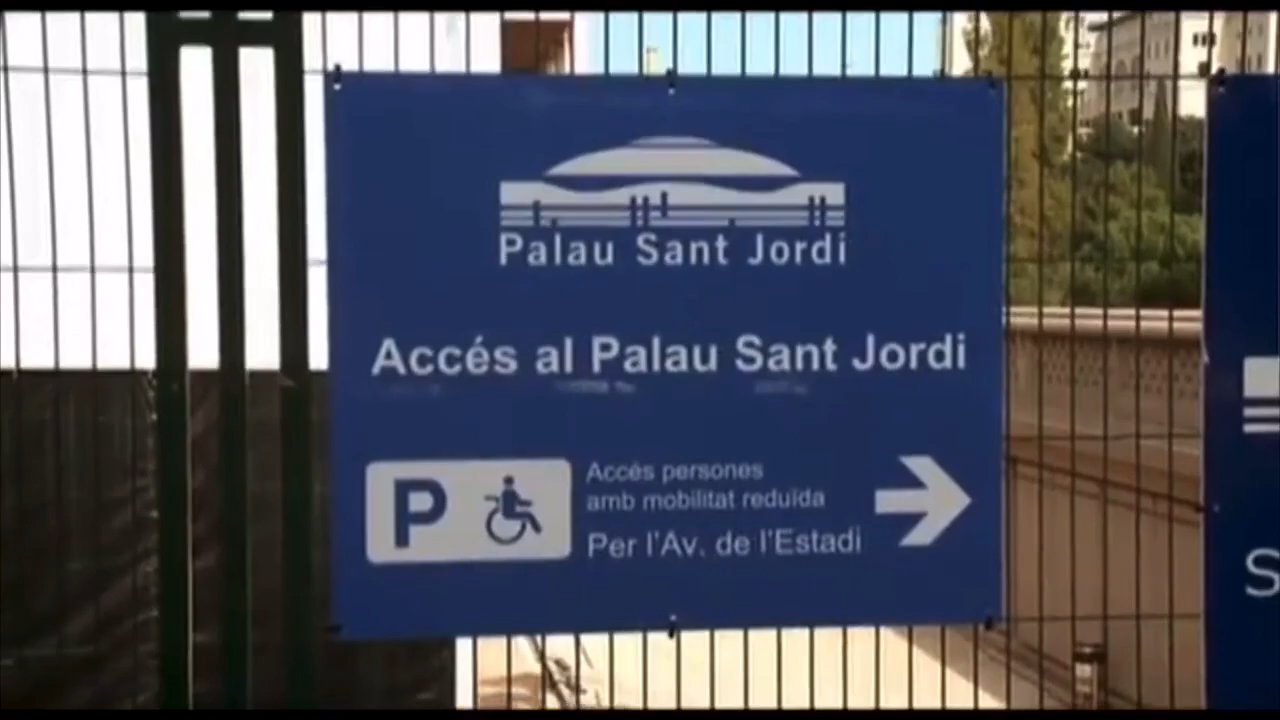 Palau Sant Jordi
Accés al Palau Sant Jordi
P
Accés persones
amb mobilitat reduïda
Per l'Av. de l'Estadi
S